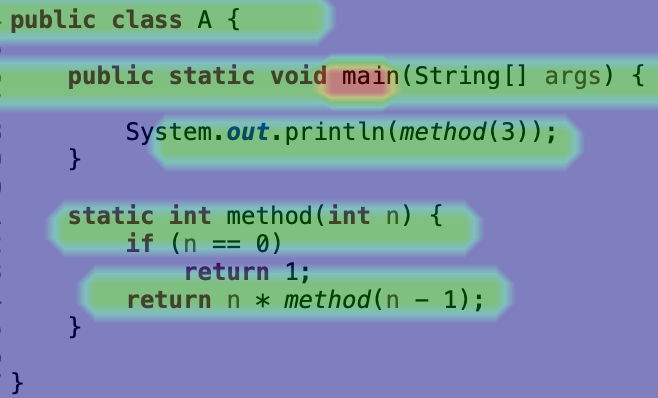 public class A {
public static void main(String[] args) {
System.out.println(method(3));
}
static int method(int n) {
if (n == 0)
return 1;
return n * method(n - 1);
}
}